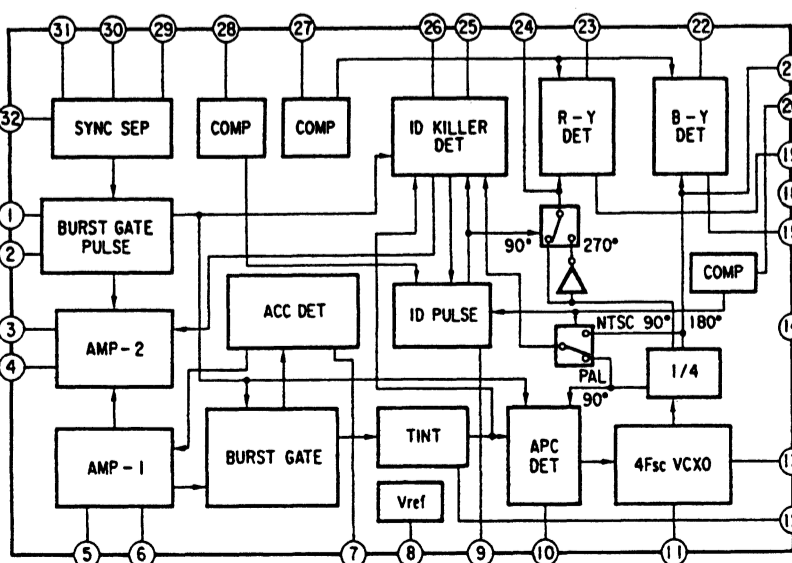 31 30 29 28 27 26 25 24 23 22
32
SYNC SEP
COMP
COMP
ID KILLER
DET
R-Y
DET
B-Y
DET
1
2
BURST GATE
PULSE
90°
270°
COMP
3
4
AMP-2
ACC DET
ID PULSE
NTSC 90°
180°
PAL
90°
1/4
AMP-1
BURST GATE
TINT
APC
DET
4Fsc VCXO
Vref
5 6 7 8 9 10 11